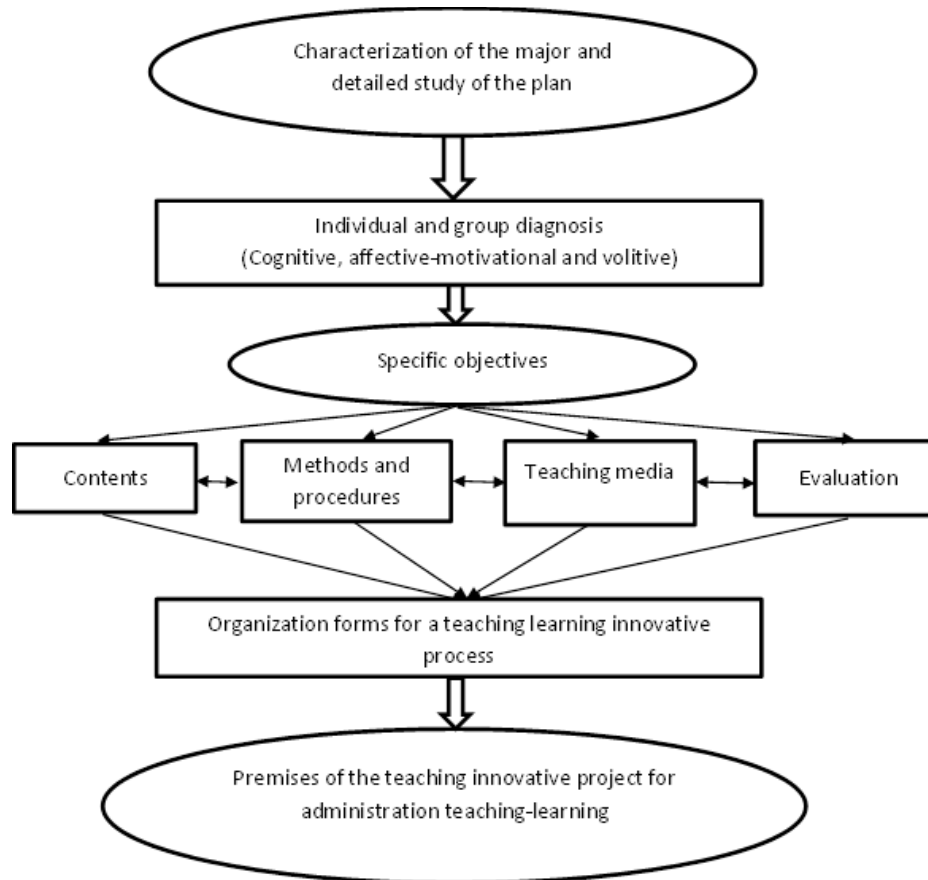 Characterization of the major and
detailed study of the plan
Individual and group diagnosis
(Cognitive, affective-motivational and volitive)
Specific objectives
Contents
Methods and
procedures
Teaching media
Evaluation
Organization forms for a teaching learning innovative
process
Premises of the teaching innovative project for
administration teaching-learning